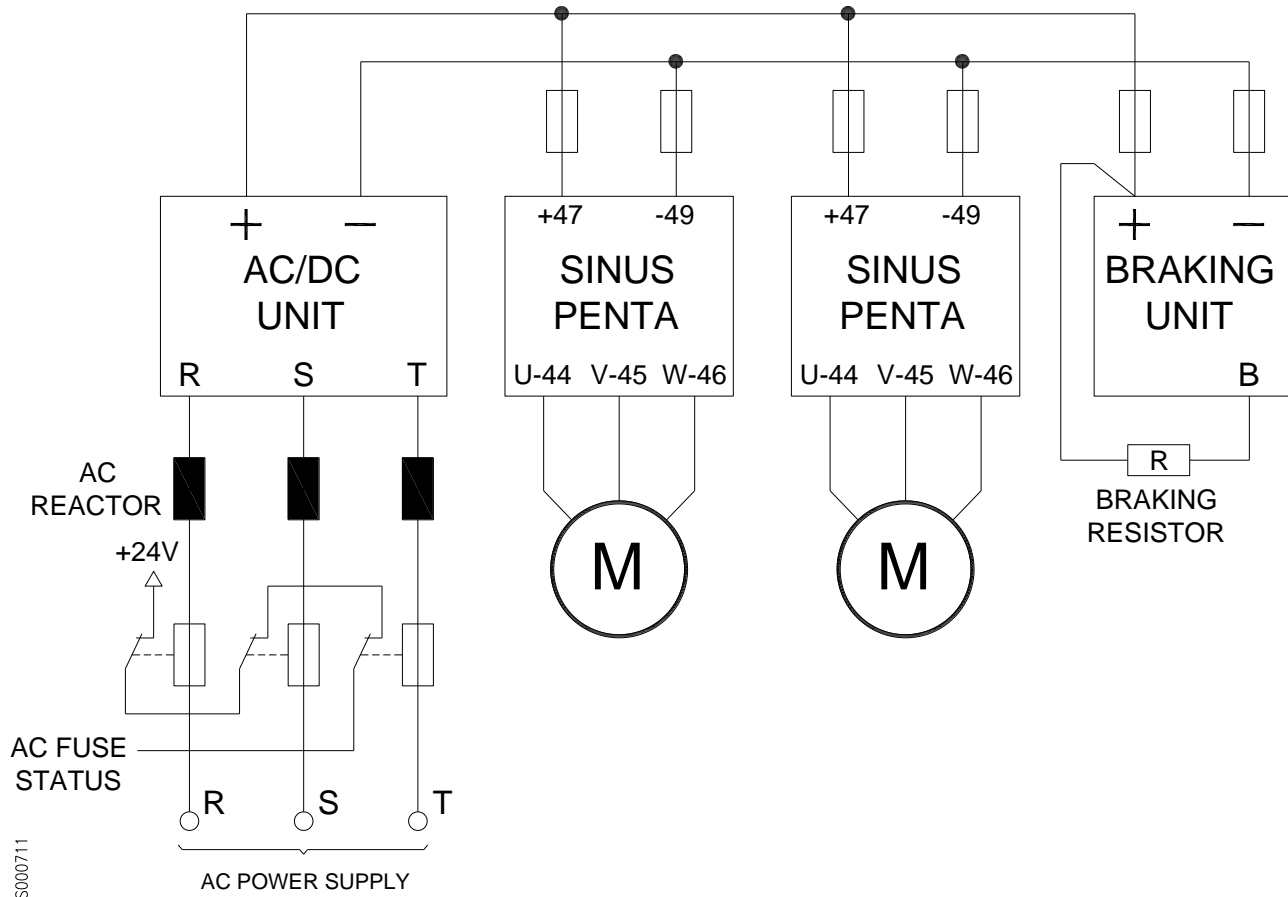 +47 -49
+47 -49
+ −
AC/DC
UNIT
R S T
SINUS
PENTA
U-44 V-45 W-46
SINUS
PENTA
U-44 V-45 W-46
+ −
BRAKING
UNIT
B
R
BRAKING
RESISTOR
AC
REACTOR
+24V
M
M
AC FUSE
STATUS
R S T
AC POWER SUPPLY
S000711